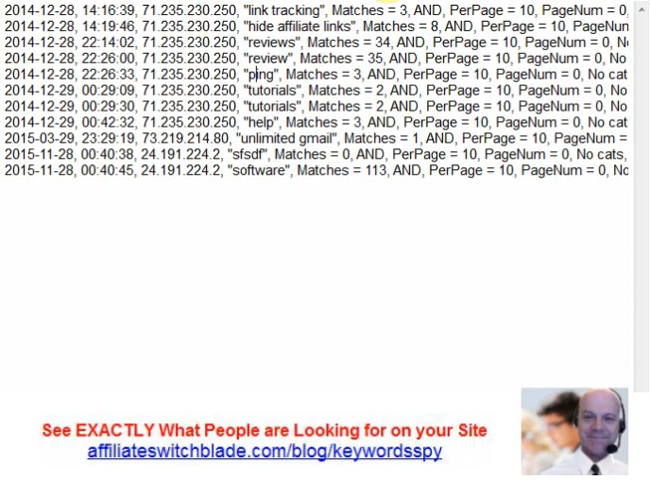 2014-12-28, 14:16:39, 71.235.230.250, "link tracking", Matches = 3, AND, PerPage = 10, PageNum = 0,
2014-12-28, 14:19:46, 71.235.230.250, "hide affiliate links", Matches = 8, AND, PerPage = 10, PageNum
2014-12-28, 22:14:02, 71.235.230.250, "reviews", Matches = 34, AND, PerPage = 10, PageNum = 0, No
2014-12-28, 22:26:00, 71.235.230.250, "review", Matches = 35, AND, PerPage = 10, PageNum = 0, No
2014-12-28, 22:26:33, 71.235.230.250, "ping", Matches = 3, AND, PerPage = 10, PageNum = 0, No cat
2014-12-29, 00:29:09, 71.235.230.250, "tutorials", Matches = 2, AND, PerPage = 10, PageNum = 0, No
2014-12-29, 00:29:30, 71.235.230.250, "tutorials", Matches = 2, AND, PerPage = 10, PageNum = 0, No
2014-12-29, 00:42:32, 71.235.230.250, "help", Matches = 3, AND, PerPage = 10, PageNum = 0, No cat
2015-03-29, 23:29:19, 73.219.214.80, "unlimited gmail", Matches = 1, AND, PerPage = 10, PageNum =
2015-11-28, 00:40:38, 24.191.224.2, "sfsdf", Matches = 0, AND, PerPage = 10, PageNum = 0, No cats,
2015-11-28, 00:40:45, 24.191.224.2, "software", Matches = 113, AND, PerPage = 10, PageNum = 0, No
See EXACTLY What People are Looking for on your Site
affiliateswitchblade.com/blog/keywordsspy